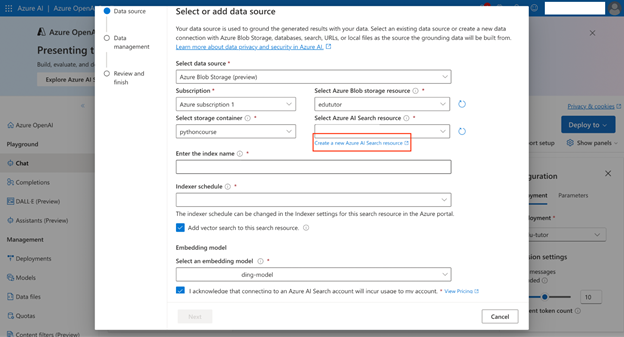 Azure AI |
Azure OpenAI
Presenting t
Build, evaluate, and de
Explore Azure AI S
Azure OpenAI
Playground
Chat
Completions
DALL·E (Preview)
Assistants (Preview)
Management
Deployments
Models
Data files
Quotas
Content filters (Preview)
Data source
Data
management
Review and
finish
Select or add data source
Your data source is used to ground the generated results with your data. Select an existing data source or create a new data
connection with Azure Blob Storage, databases, search, URLs, or local files as the source the grounding data will be built from.
Learn more about data privacy and security in Azure AI.
Select data source *
Azure Blob Storage (preview)
Subscription *
Select Azure Blob storage resource *
Azure subscription 1
edututor
Select storage container *
Select Azure AI Search resource *
pythoncourse
Create a new Azure AI Search resource
Enter the index name *
Indexer schedule *
The indexer schedule can be changed in the Indexer settings for this search resource in the Azure portal.
Add vector search to this search resource.
Embedding model
Select an embedding model *
ding-model
I acknowledge that connecting to an Azure AI Search account will incur usage to my account. * View Pricing
Next
Cancel
Privacy & cookies
Deploy to
port setup
Show panels
guration
Parameters
ployment *
u-tutor
ssion settings
messages
10
ent token count